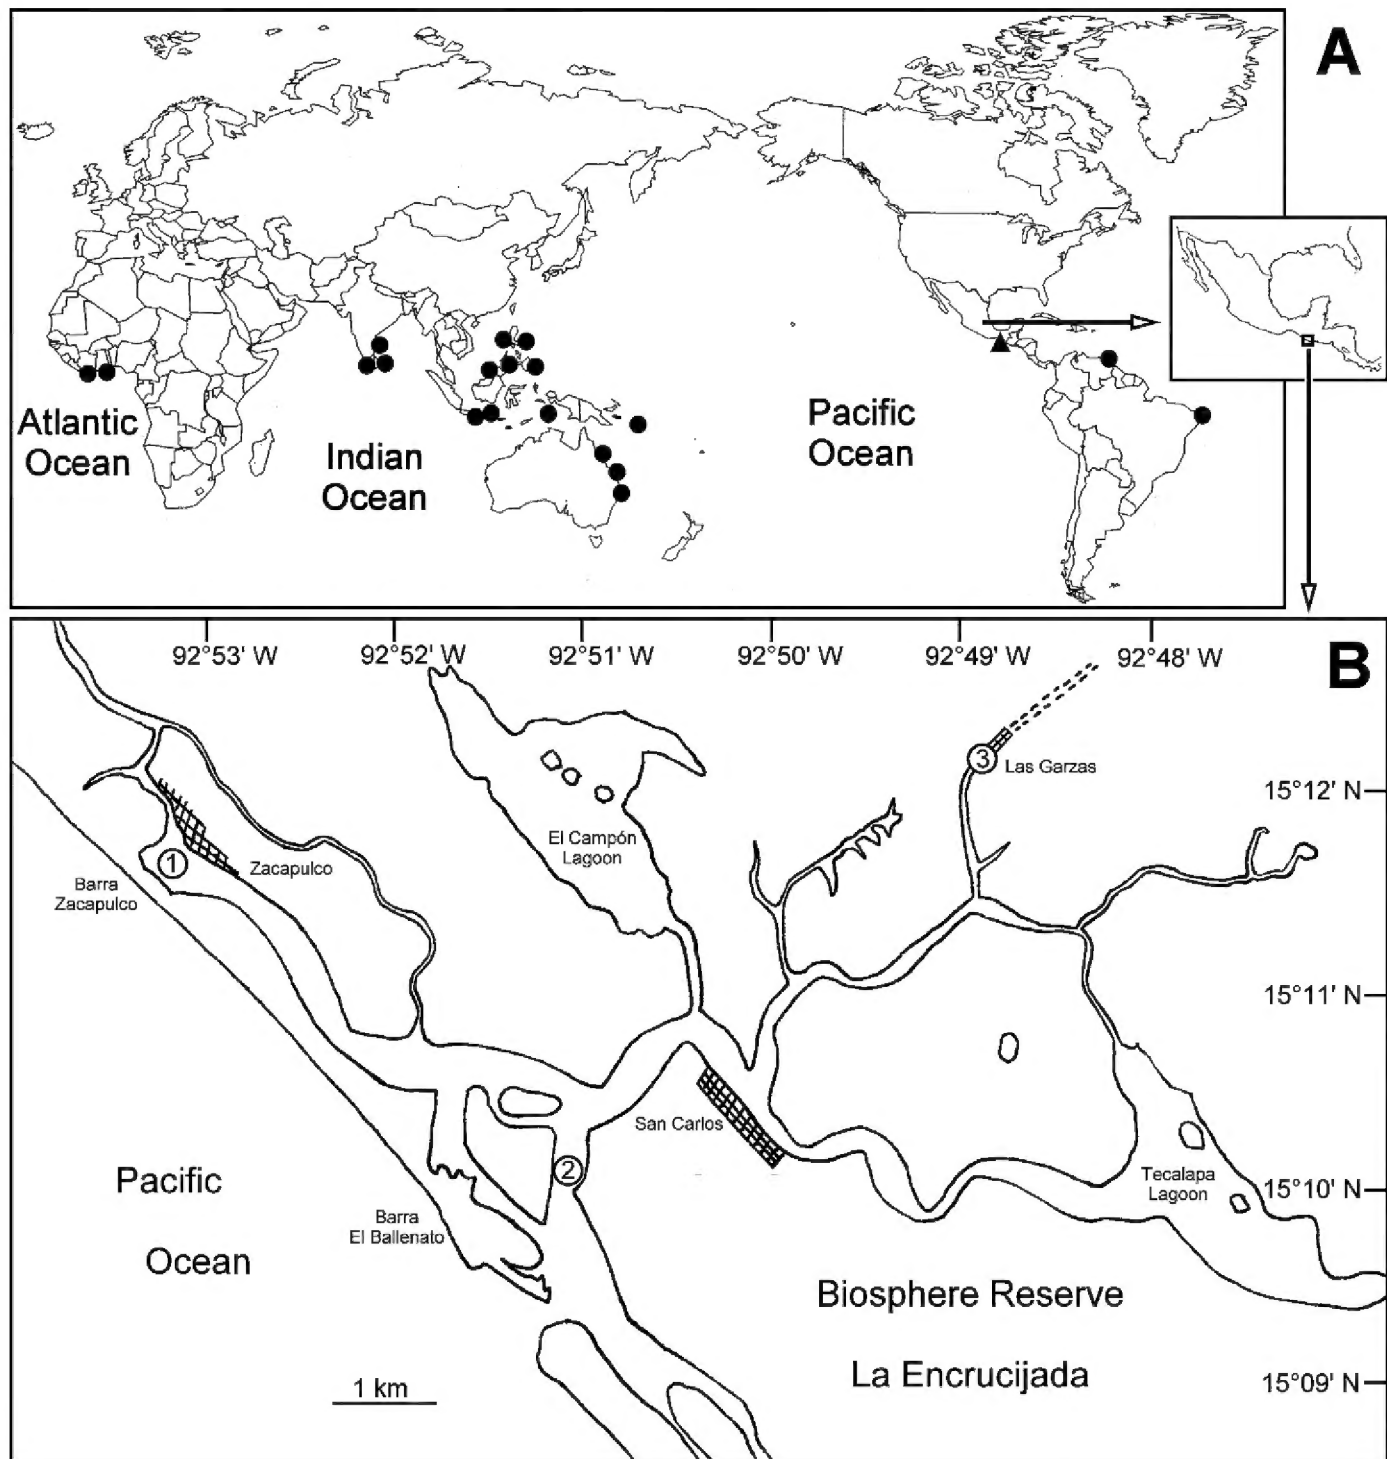 A
Atlantic
Ocean
Indian
Ocean
Pacific
Ocean
B
92°53' W
92°52' W
92°51' W
92°50' W
92°49' W
92°48' W
3
Las Garzas
15°12' N
El Campón
Lagoon
1
Zacapulco
Barra
Zacapulco
15°11' N
San Carlos
2
Pacific
Ocean
Barra
El Ballenato
Tecalapa
Lagoon
15°10' N
Biosphere Reserve
La Encrucijada
1 km
15°09' N